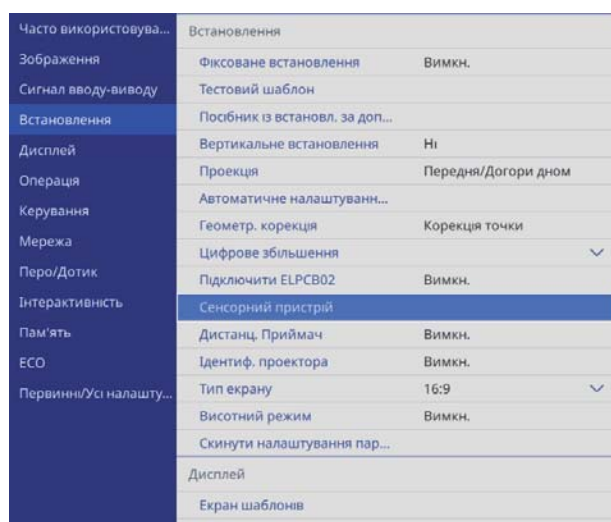 Часто використовува...
Зображення
Сигнал вводу-виводу
Встановлення
Дисплей
Операція
Керування
Мережа
Перо/Дотик
Інтерактивність
Пам'ять
ECO
Первинні/Усі налашту...
Встановлення
Фіксоване встановлення Вимкн.
Тестовий шаблон
Посібник із встановл. за доп...
Вертикальне встановлення Ні
Проекція Передня/Догори дном
Автоматичне налаштуванн...
Геометр. корекція Корекція точки
Цифрове збільшення
Підключити ELPCB02 Вимкн.
Сенсорний пристрій
Дистанц. Приймач Вимкн.
Ідентиф. проектора Вимкн.
Тип екрану 16:9
Висотний режим Вимкн.
Скинути налаштування пар...
Дисплей
Екран шаблонів